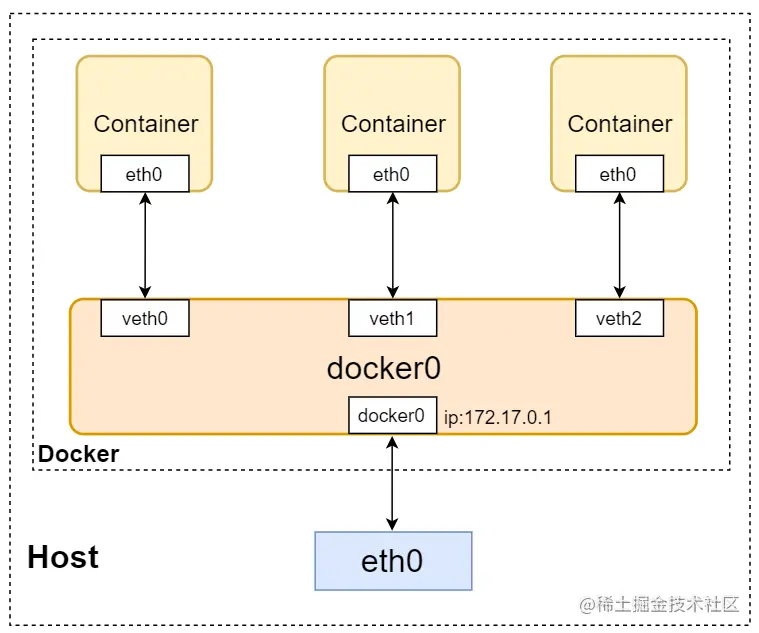 Container
Container
Container
eth0
eth0
eth0
veth0
veth1
veth2
docker0
docker0
ip:172.17.0.1
Docker
Host
eth0
@稀土掘金技术社区